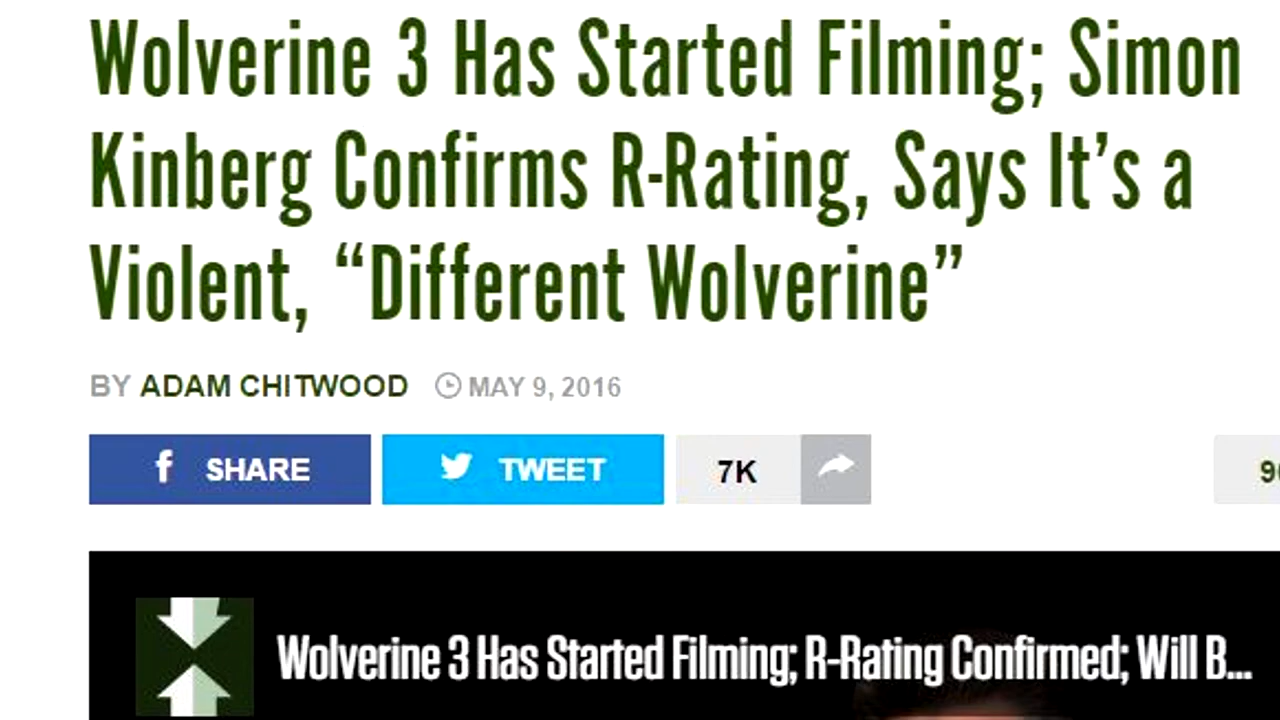 Wolverine 3 Has Started Filming; Simon
Kinberg Confirms R-Rating, Says It’s a
Violent, “Different Wolverine”
BY ADAM CHITWOOD MAY 9, 2016
SHARE TWEET 7K
Wolverine 3 Has Started Filming; R-Rating Confirmed; Will B...